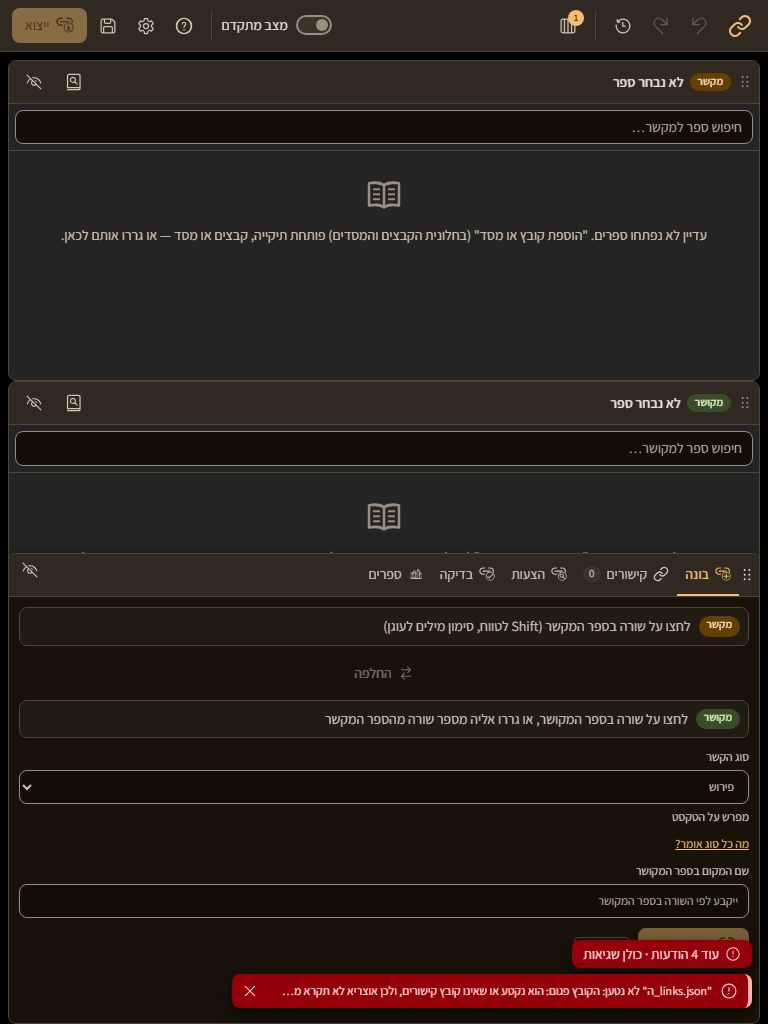 1
מצב מתקדם
ייצוא
מקשר לא נבחר ספר
חיפוש ספר למקשר...
עדיין לא נפתחו ספרים. "הוספת קובץ או מסד" (בחלונית הקבצים והמסדים) פותחת תיקייה, קבצים או מסד — או גררו אותם לכאן.
מקושר לא נבחר ספר
חיפוש ספר למקושר...
בונה קישורים 0 הצעות בדיקה ספרים
מקשר לחצו על שורה בספר המקשר (Shift לטווח, סימון מילים לעוגן)
החלפה
מקושר לחצו על שורה בספר המקושר, או גררו אליה מספר שורה מהספר המקשר
סוג הקשר
פירוש
מפרש על הטקסט
מה כל סוג אומר?
שם המקום בספר המקושר
ייקבע לפי השורה בספר המקושר
עוד 4 הודעות · כולן שגיאות
"ה_links.json" לא נטען: הקובץ פגום: הוא נקטע או שאינו קובץ קישורים, ולכן אוצריא לא תקרא מ...